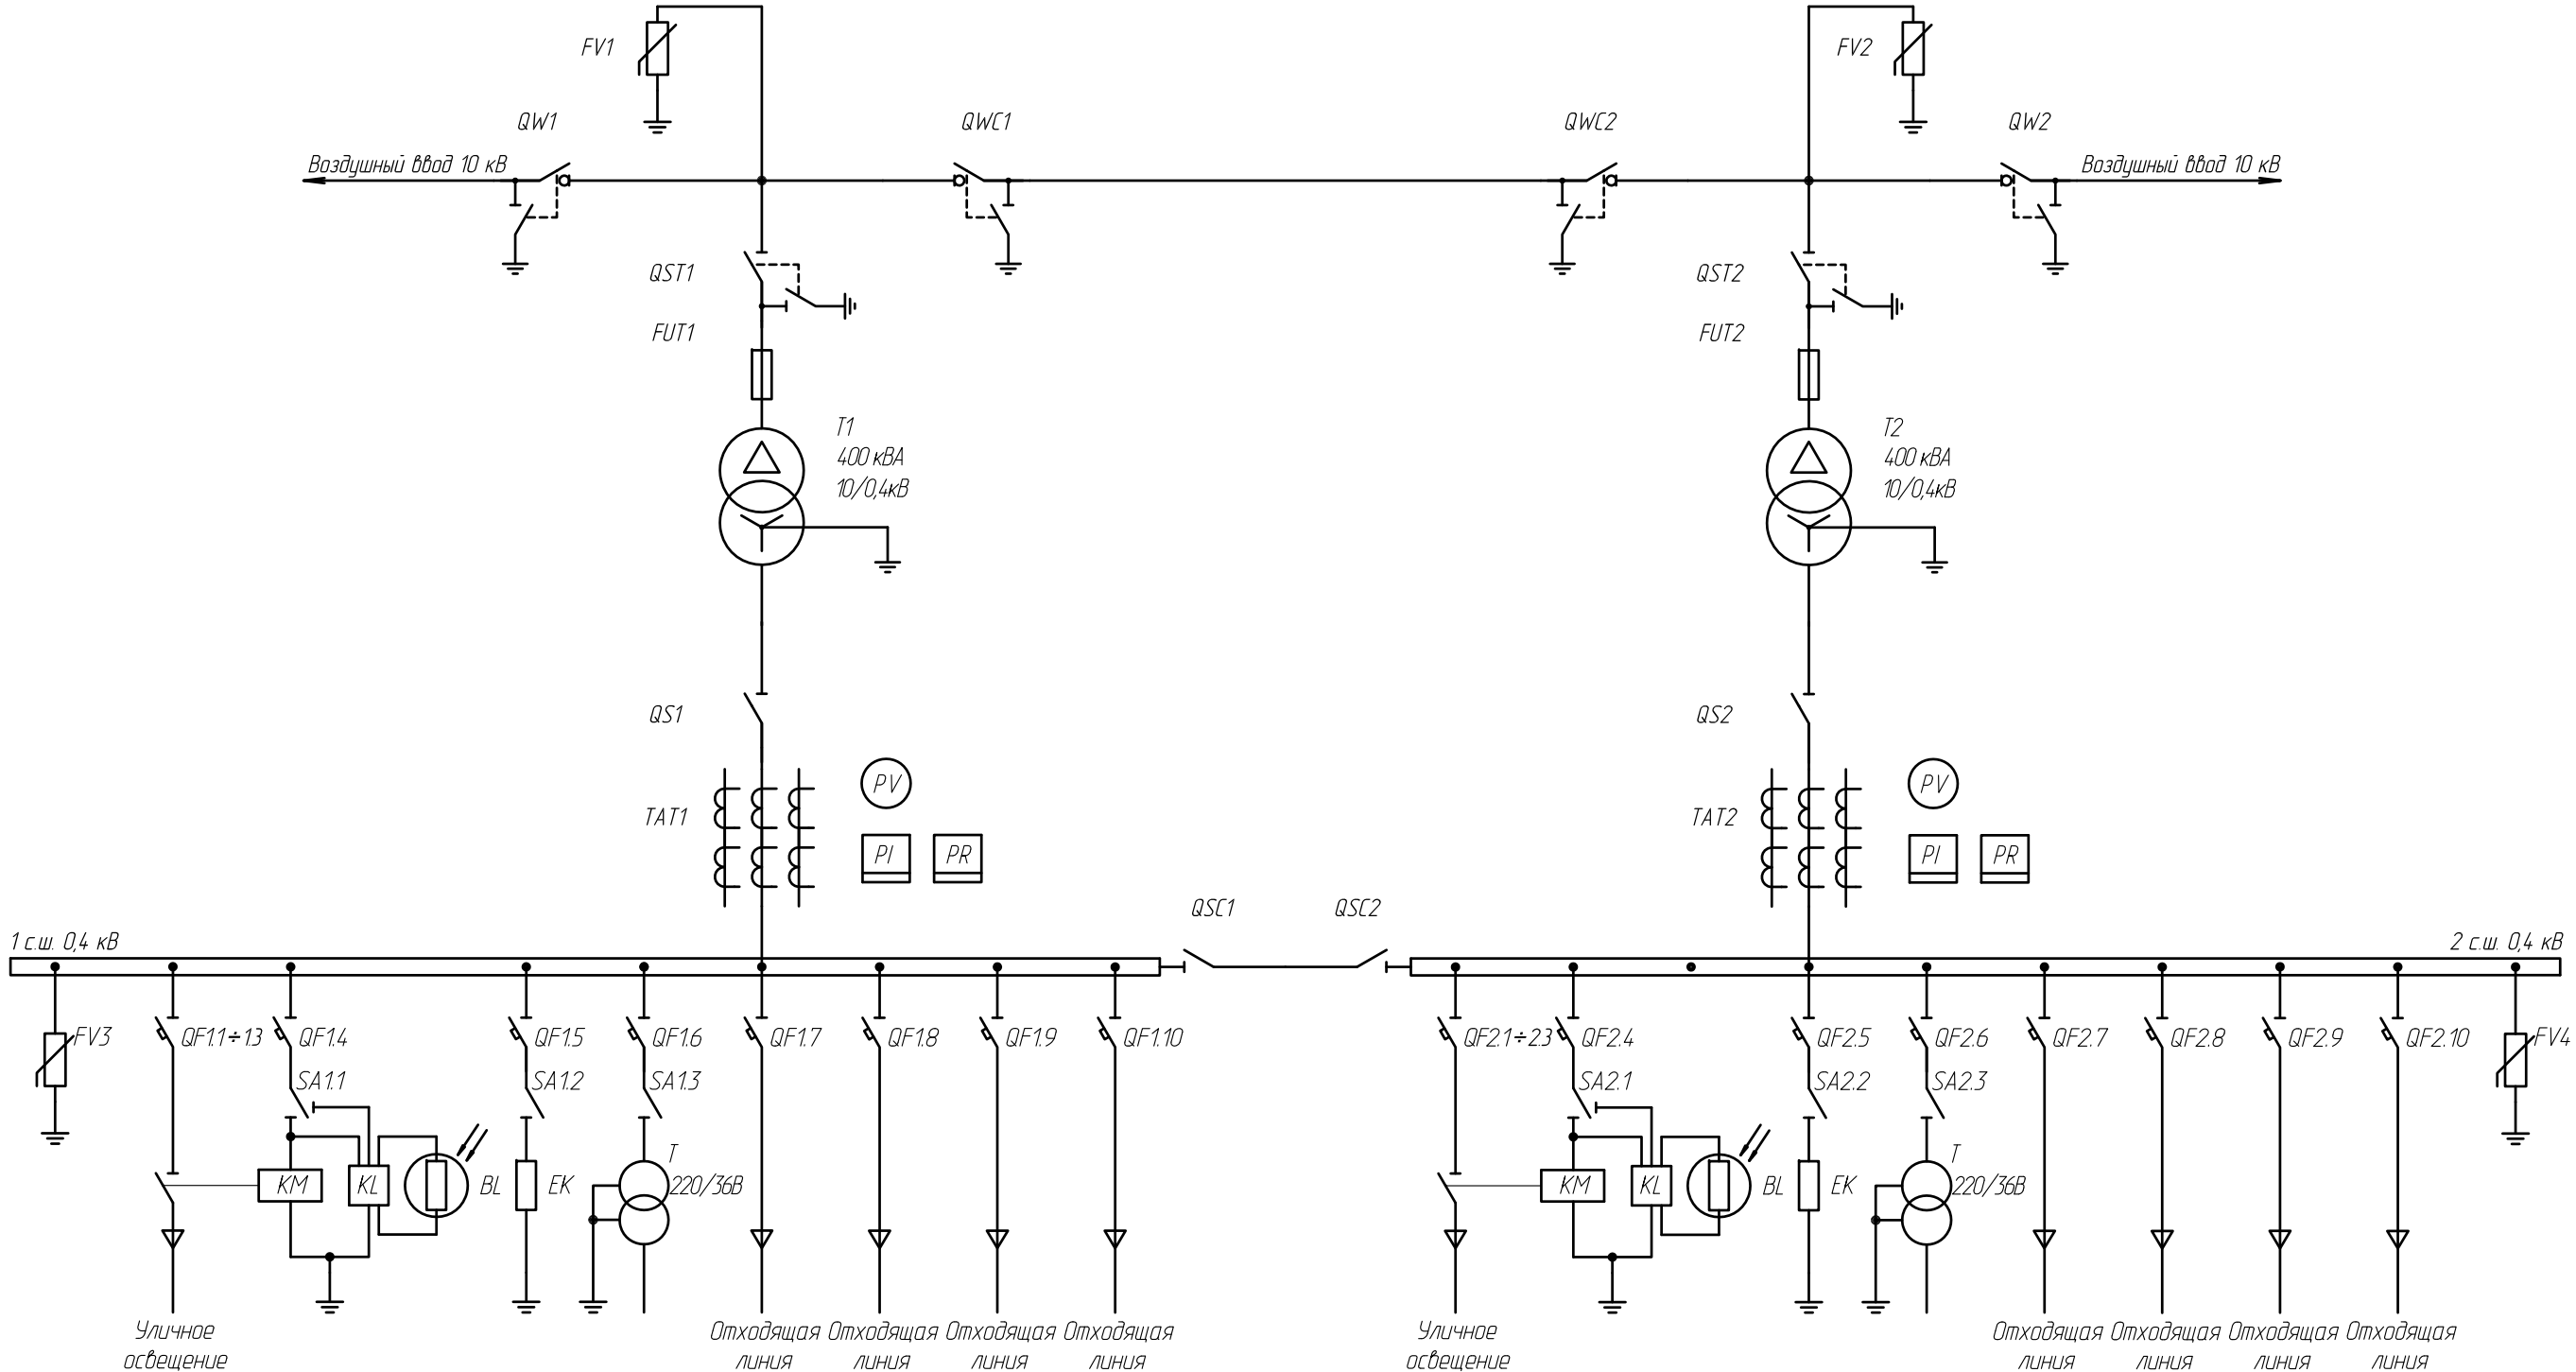 FV1
FV2
QW1
QWC1
QWC2
QW2
Воздушный ввод 10 кВ
Воздушный ввод 10 кВ
QST1
QST2
FUT1
FUT2
T1
400 кВА
10/0,4кВ
T2
400 кВА
10/0,4кВ
QS1
QS2
PV
PV
TAT1
TAT2
PI
PR
PI
PR
QSC1
QSC2
1 с.ш. 0,4 кВ
2 с.ш. 0,4 кВ
FV3
QF1.1÷1.3
QF1.4
QF1.5
QF1.6
QF1.7
QF1.8
QF1.9
QF1.10
QF2.1÷2.3
QF2.4
QF2.5
QF2.6
QF2.7
QF2.8
QF2.9
QF2.10
FV4
SA1.1
SA1.2
SA1.3
SA2.1
SA2.2
SA2.3
KM
KL
BL
EK
T
220/36В
KM
KL
BL
EK
T
220/36В
Уличное
освещение
Отходящая
линия
Отходящая
линия
Отходящая
линия
Отходящая
линия
Уличное
освещение
Отходящая
линия
Отходящая
линия
Отходящая
линия
Отходящая
линия